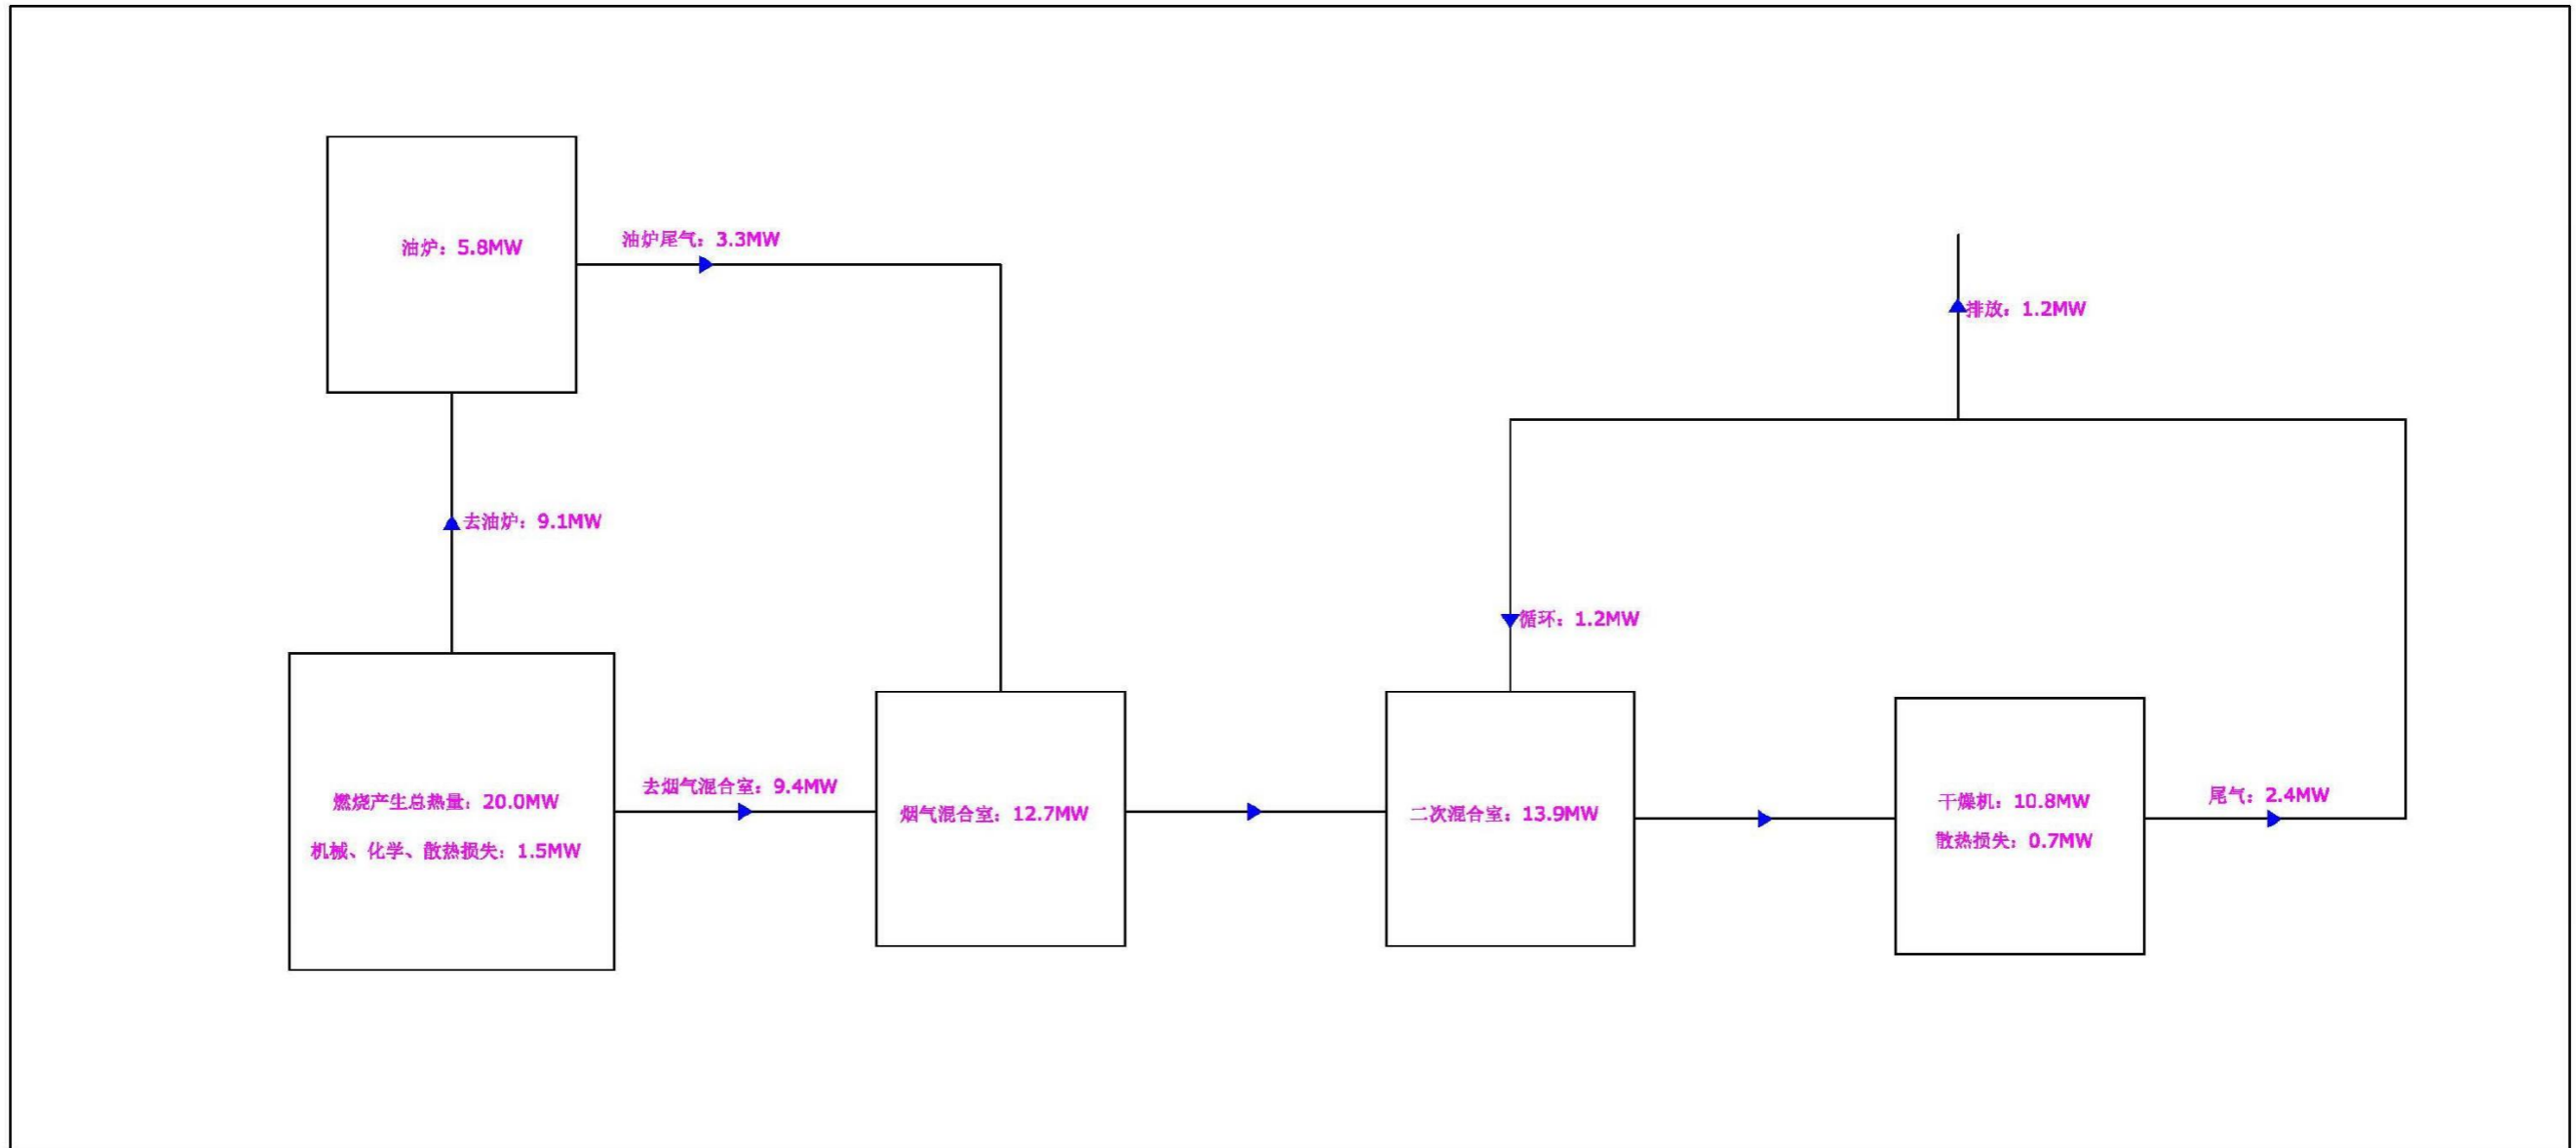 油炉：5.8MW
油炉尾气：3.3MW
排放：1.2MW
去油炉：9.1MW
循环：1.2MW
燃烧产生总热量：20.0MW
机械、化学、散热损失：1.5MW
去烟气混合室：9.4MW
烟气混合室：12.7MW
二次混合室：13.9MW
干燥机：10.8MW
散热损失：0.7MW
尾气：2.4MW